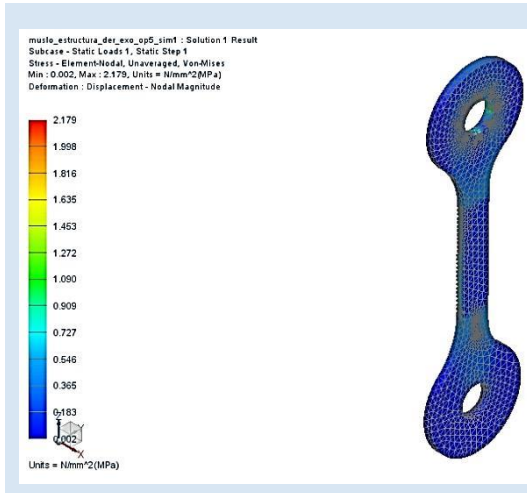 muslo_estructura_der_exo_op5_sim1 : Solution 1 Result
Subcase - Static Loads 1, Static Step 1
Stress - Element-Nodal, Unaveraged, Von-Mises
Min : 0.002, Max : 2.179, Units = N/mm^2(MPa)
Deformation : Displacement - Nodal Magnitude
2.179
1.998
1.816
1.635
1.453
1.272
1.090
0.909
0.727
0.546
0.365
0.183
0.002
X
Units = N/mm^2(MPa)